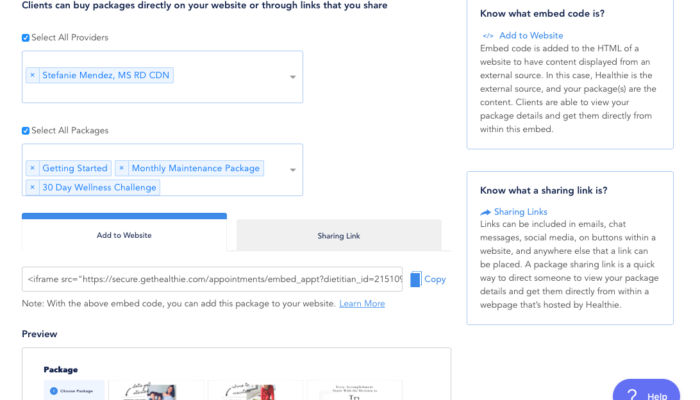 Clients can buy packages directly on your website or through links that you share
Select All Providers
× Stefanie Mendez, MS RD CDN
Select All Packages
× Getting Started × Monthly Maintenance Package
× 30 Day Wellness Challenge
Add to Website
Sharing Link
<iframe src="https://secure.gethealthie.com/appointments/embed_appt?dietitian_id=215109
Copy
Note: With the above embed code, you can add this package to your website. Learn More
Preview
Package
1 Choose Package
Know what embed code is?
</> Add to Website
Embed code is added to the HTML of a
website to have content displayed from an
external source. In this case, Healthie is the
external source, and your package(s) are the
content. Clients are able to view your
package details and get them directly from
within this embed.
Know what a sharing link is?
Sharing Links
Links can be included in emails, chat
messages, social media, on buttons within a
website, and anywhere else that a link can
be placed. A package sharing link is a quick
way to direct someone to view your package
details and get them directly from within a
webpage that's hosted by Healthie.
? Help